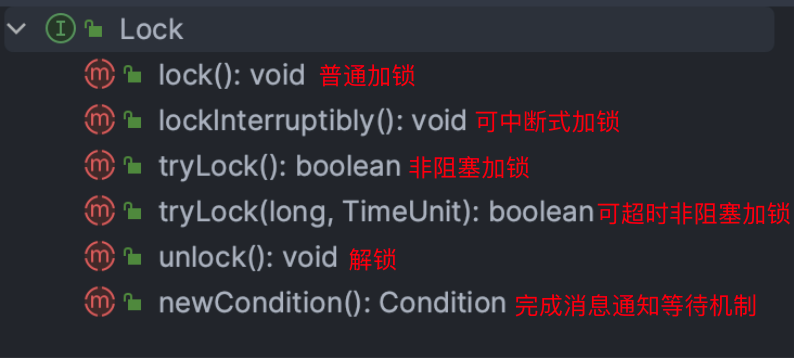 Lock
lock(): void 普通加锁
lockInterruptibly(): void 可中断式加锁
tryLock(): boolean 非阻塞加锁
tryLock(long, TimeUnit): boolean 可超时非阻塞加锁
unlock(): void 解锁
newCondition(): Condition 完成消息通知等待机制